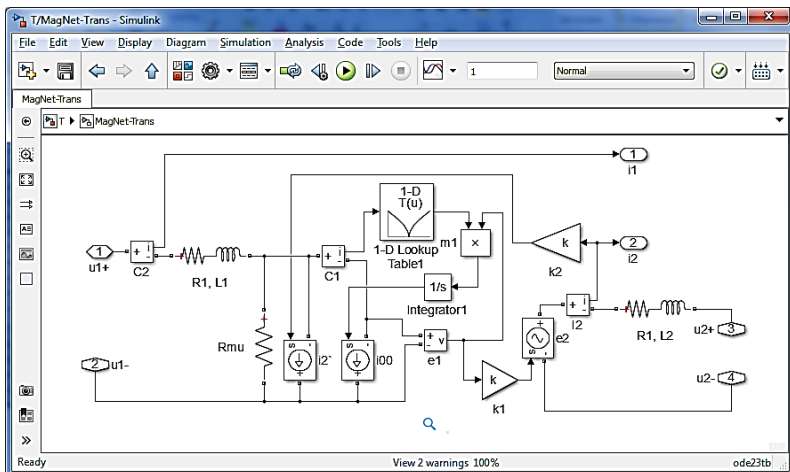 T/MagNet-Trans - Simulink
File Edit View Display Diagram Simulation Analysis Code Tools Help
1 Normal
MagNet-Trans
T MagNet-Trans
1
i1
1-D
T(u)
1-D Lookup
Table1
m1
×
k
k2
2
i2
1
u1+
+ i -
C2
R1, L1
+ i -
C1
1/s
Integrator1
+ i -
I2
R1, L2
u2+ 3
Rmu
s -
i2`
s -
i00
+ - v
e1
k
k1
+
s -
e2
2 u1-
u2- 4
Ready View 2 warnings 100% ode23tb